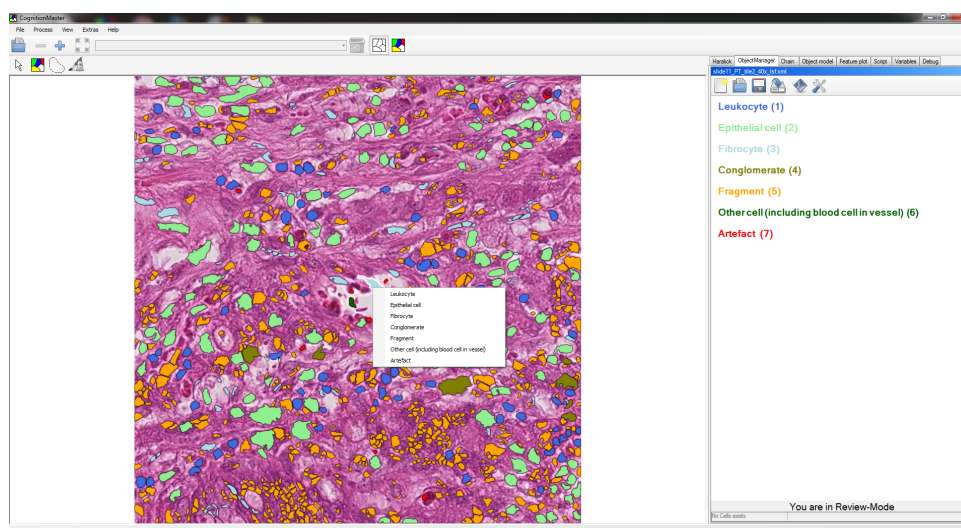 CognitionMaster
File Process View Extras Help
Haralick ObjectManager Chain Object model Feature plot Script Variables Debug
slide11_PT_tile2_40x_tsf.xml
Leukocyte (1)
Epithelial cell (2)
Fibrocyte (3)
Conglomerate (4)
Fragment (5)
Other cell (including blood cell in vessel) (6)
Artefact (7)
Leukocyte
Epithelial cell
Fibrocyte
Conglomerate
Fragment
Other cell (including blood cell in vessel)
Artefact
You are in Review-Mode
No Cells exists